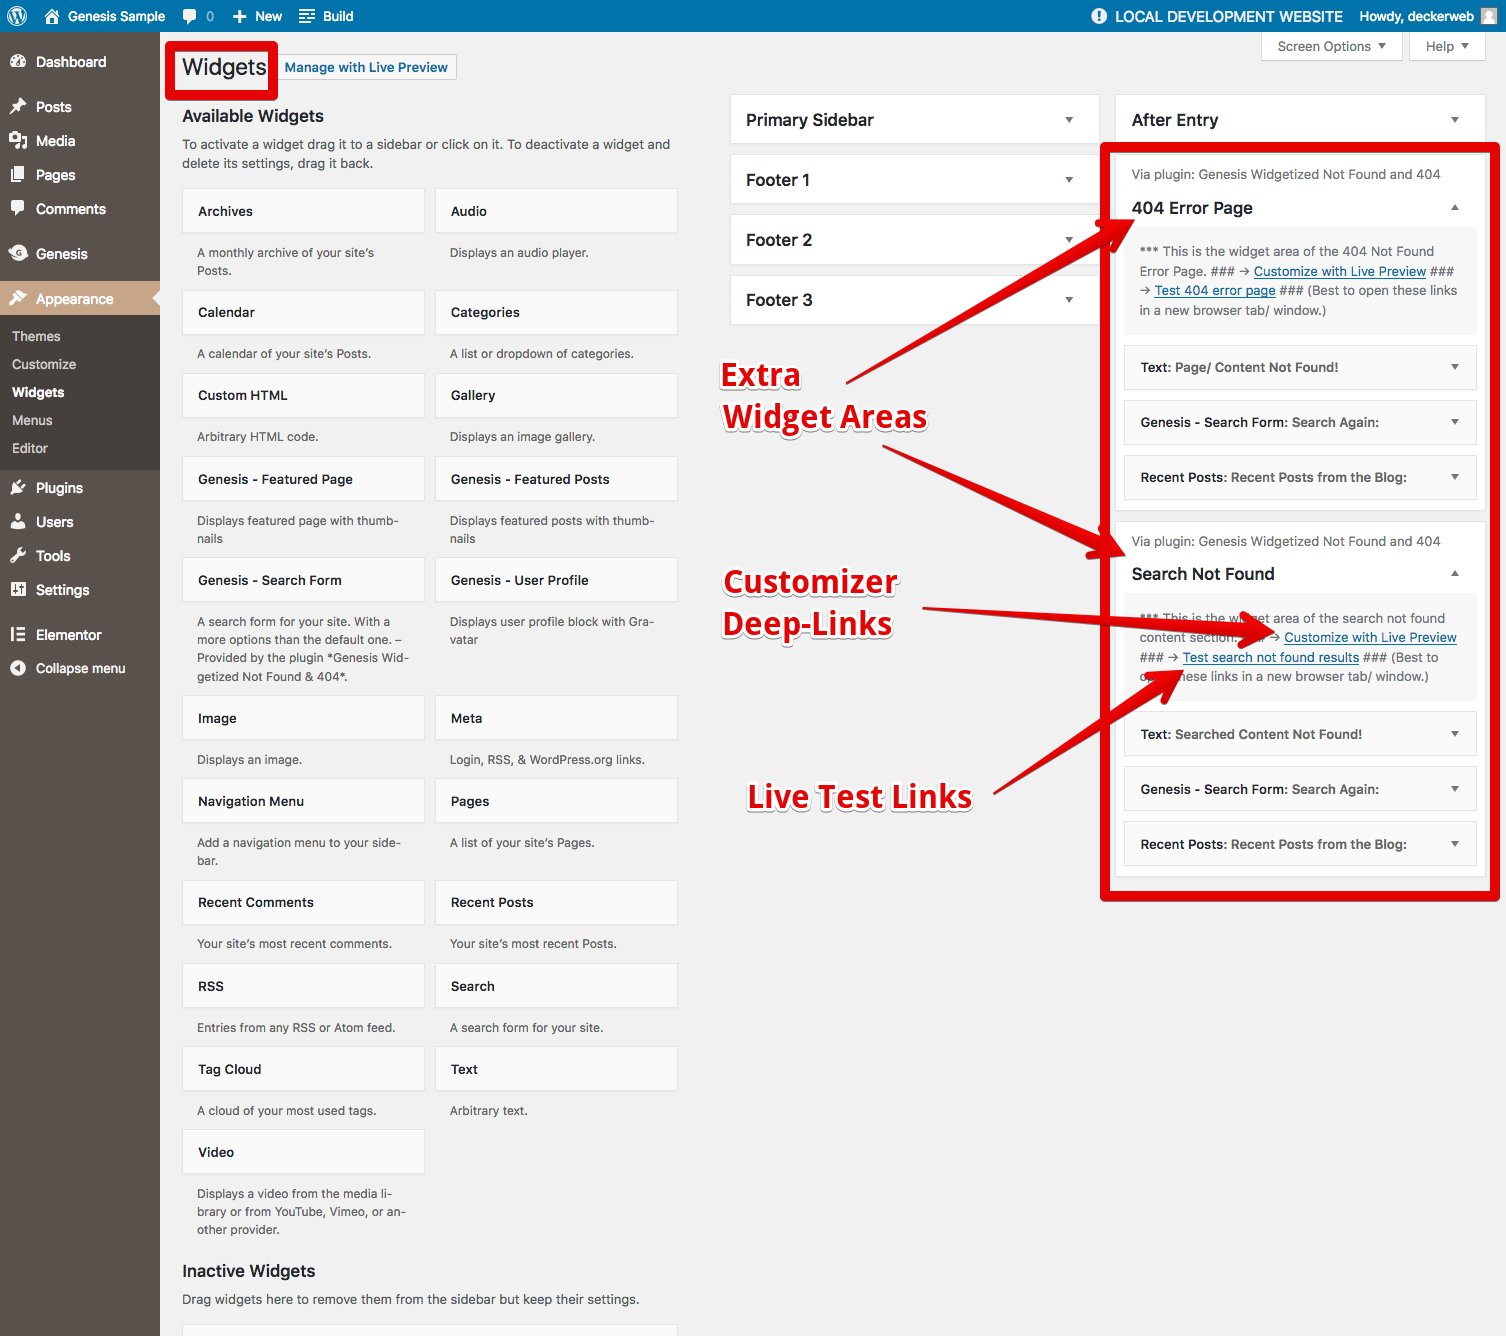 Genesis Sample
0
New
Build
LOCAL DEVELOPMENT WEBSITE
Howdy, deckerweb
Dashboard
Posts
Media
Pages
Comments
Genesis
Appearance
Themes
Customize
Widgets
Menus
Editor
Plugins
Users
Tools
Settings
Elementor
Collapse menu
Screen Options
Help
Widgets
Manage with Live Preview
Available Widgets
To activate a widget drag it to a sidebar or click on it. To deactivate a widget and
delete its settings, drag it back.
Archives
A monthly archive of your site's
Posts.
Audio
Displays an audio player.
Calendar
A calendar of your site's Posts.
Categories
A list or dropdown of categories.
Custom HTML
Arbitrary HTML code.
Gallery
Displays an image gallery.
Genesis - Featured Page
Displays featured page with thumb-
nails
Genesis - Featured Posts
Displays featured posts with thumb-
nails
Genesis - Search Form
A search form for your site. With a
more options than the default one. –
Provided by the plugin *Genesis Wid-
getized Not Found & 404*.
Genesis - User Profile
Displays user profile block with Gra-
vatar
Image
Displays an image.
Meta
Login, RSS, & WordPress.org links.
Navigation Menu
Add a navigation menu to your side-
bar.
Pages
A list of your site's Pages.
Recent Comments
Your site's most recent comments.
Recent Posts
Your site's most recent Posts.
RSS
Entries from any RSS or Atom feed.
Search
A search form for your site.
Tag Cloud
A cloud of your most used tags.
Text
Arbitrary text.
Video
Displays a video from the media li-
brary or from YouTube, Vimeo, or an-
other provider.
Inactive Widgets
Drag widgets here to remove them from the sidebar but keep their settings.
Primary Sidebar
Footer 1
Footer 2
Footer 3
Extra
Widget Areas
Customizer
Deep-Links
Live Test Links
After Entry
Via plugin: Genesis Widgetized Not Found and 404
404 Error Page
*** This is the widget area of the 404 Not Found
Error Page. ### → Customize with Live Preview ###
→ Test 404 error page ### (Best to open these links
in a new browser tab/ window.)
Text: Page/ Content Not Found!
Genesis - Search Form: Search Again:
Recent Posts: Recent Posts from the Blog:
Via plugin: Genesis Widgetized Not Found and 404
Search Not Found
*** This is the widget area of the search not found
content section. → Customize with Live Preview
### → Test search not found results ### (Best to
these links in a new browser tab/ window.)
Text: Searched Content Not Found!
Genesis - Search Form: Search Again:
Recent Posts: Recent Posts from the Blog: